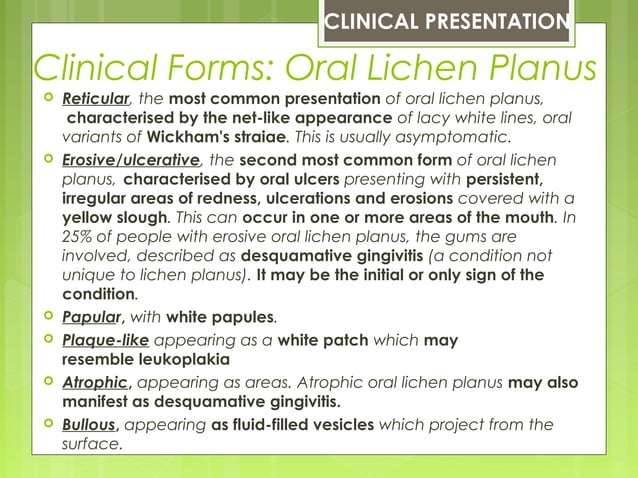 CLINICAL PRESENTATION
Clinical Forms: Oral Lichen Planus
Reticular, the most common presentation of oral lichen planus,
characterised by the net-like appearance of lacy white lines, oral
variants of Wickham's straiae. This is usually asymptomatic.
Erosive/ulcerative, the second most common form of oral lichen
planus, characterised by oral ulcers presenting with persistent,
irregular areas of redness, ulcerations and erosions covered with a
yellow slough. This can occur in one or more areas of the mouth. In
25% of people with erosive oral lichen planus, the gums are
involved, described as desquamative gingivitis (a condition not
unique to lichen planus). It may be the initial or only sign of the
condition.
Papular, with white papules.
Plaque-like appearing as a white patch which may
resemble leukoplakia
Atrophic, appearing as areas. Atrophic oral lichen planus may also
manifest as desquamative gingivitis.
Bullous, appearing as fluid-filled vesicles which project from the
surface.